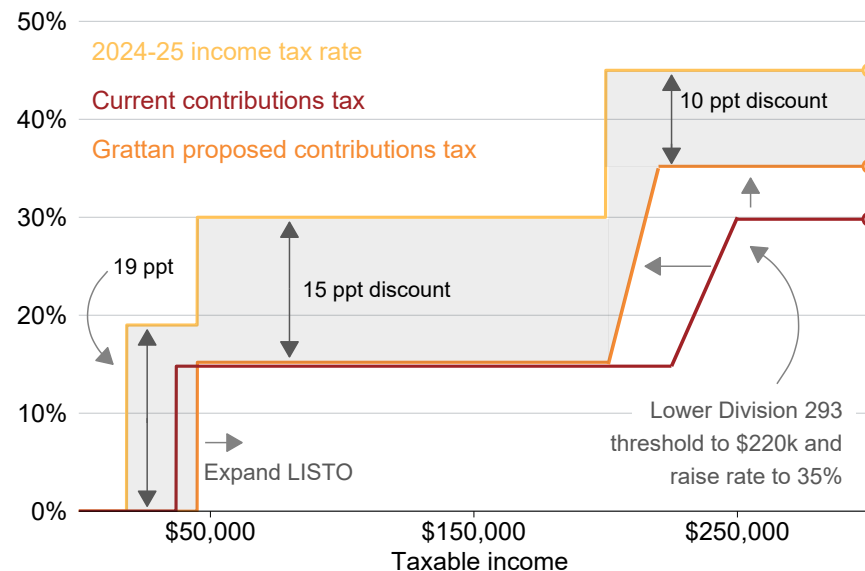 50%
2024-25 income tax rate
Current contributions tax
10 ppt discount
40%
Grattan proposed contributions tax
30%
19 ppt
15 ppt discount
20%
10%
Lower Division 293
threshold to $220k and
raise rate to 35%
Expand LISTO
0%
$50,000
$150,000
$250,000
Taxable income